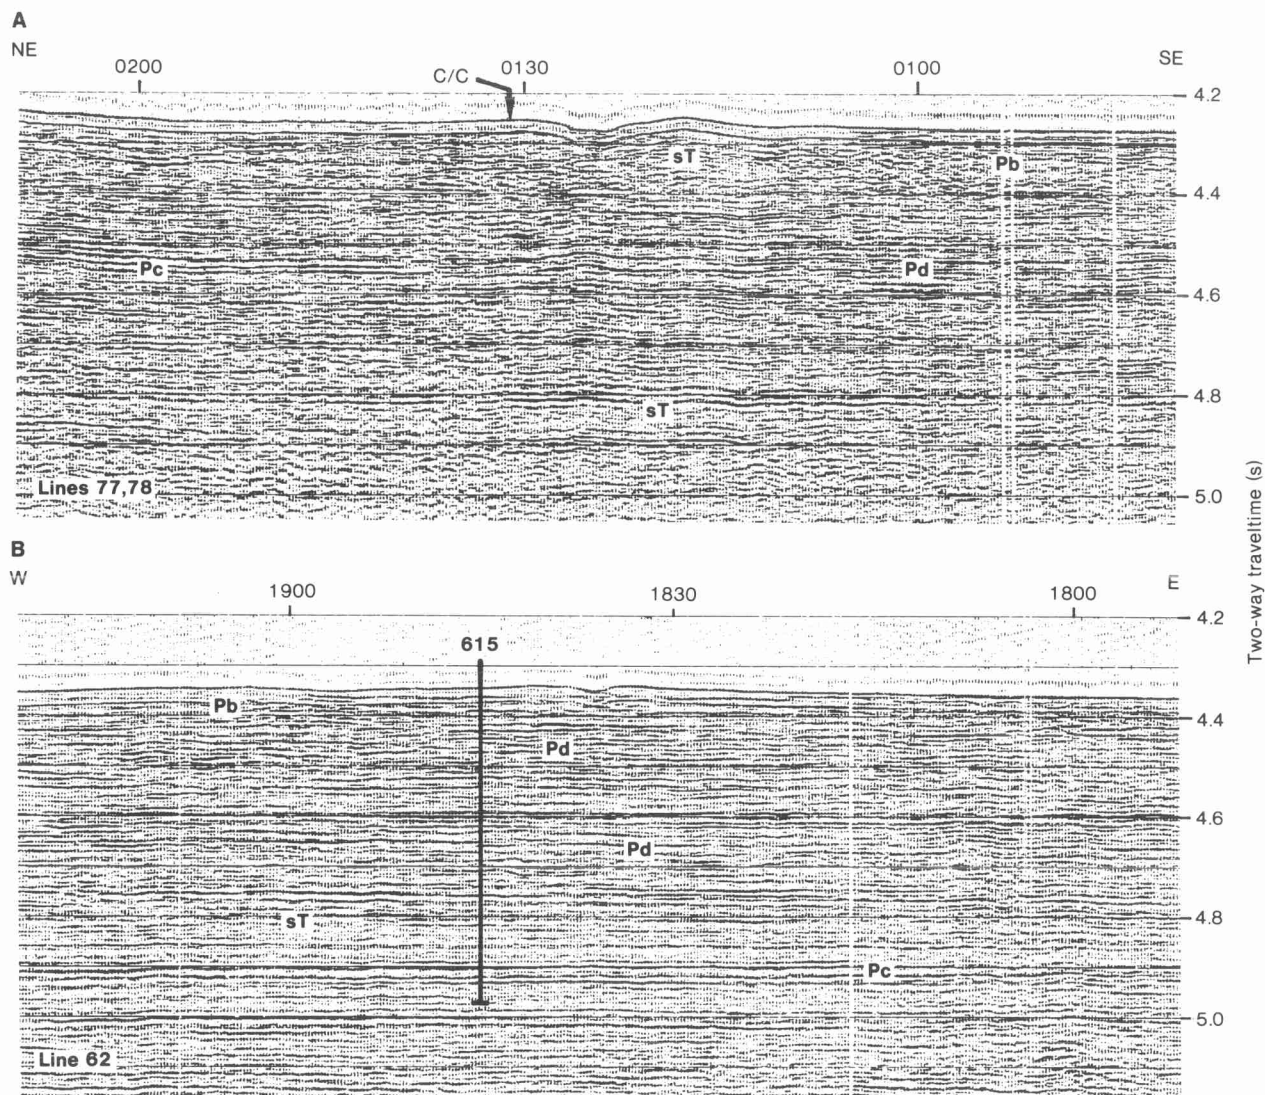 A
NE
SE
0200
C/C
0130
0100
4.2
sT
Pb
4.4
Pc
Pd
4.6
4.8
sT
Lines 77,78
5.0
Two-way traveltime (s)
B
W
E
1900
1830
1800
4.2
615
Pb
4.4
Pd
4.6
Pd
4.8
sT
Pc
5.0
Line 62